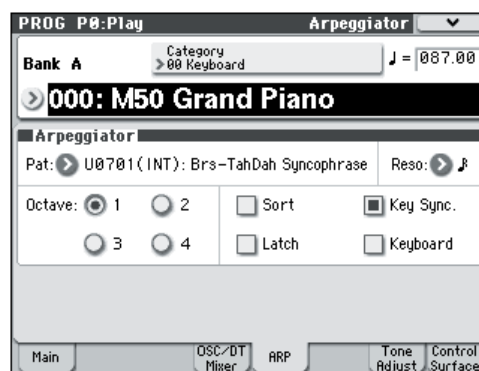 PROG P0:Play Arpeggiator
Bank A Category 00 Keyboard ♩= 087.00
000: M50 Grand Piano
Arpeggiator
Pat: U0701(INT): Brs-TahDah Syncophrase Reso: ♪
Octave: 1 2 Sort Key Sync.
3 4 Latch Keyboard
Main OSC/DT Mixer ARP Tone Adjust Control Surface